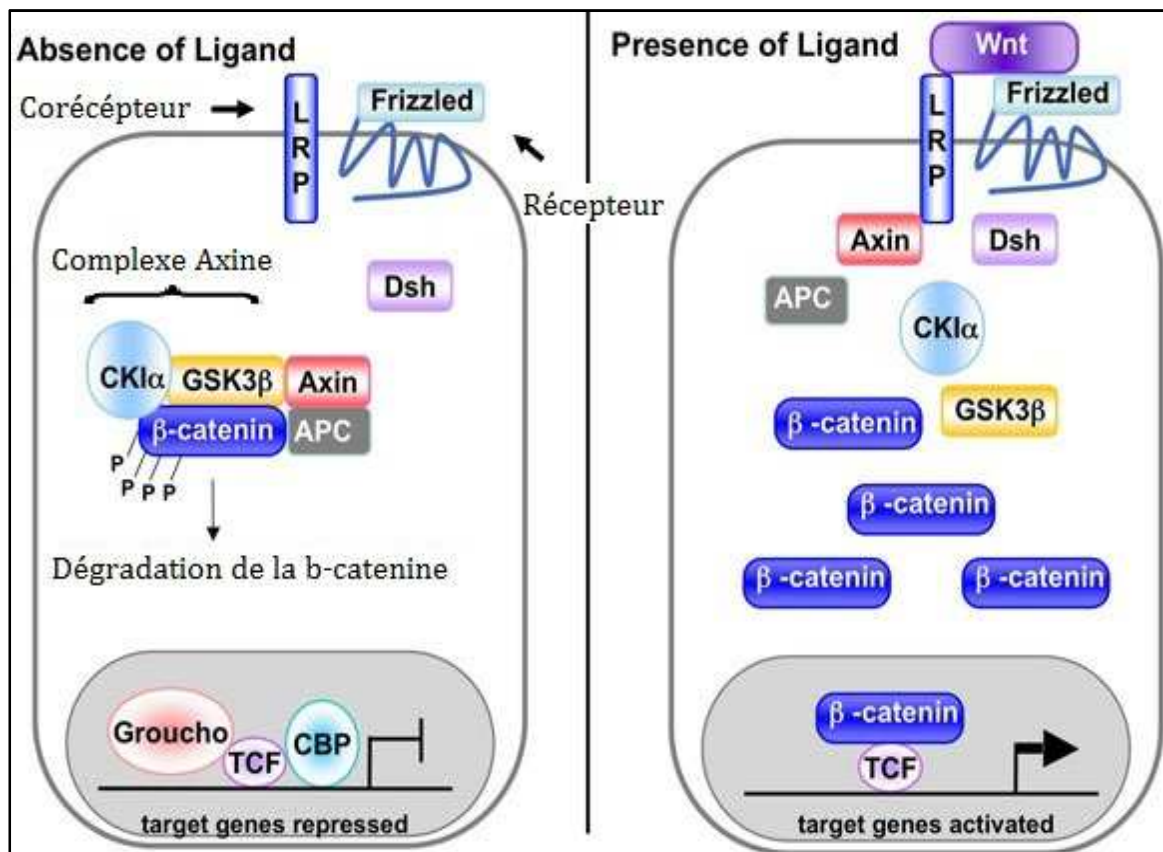 Absence of Ligand
Corécépteur
LRP
Frizzled
Récepteur
Complexe Axine
Dsh
CKIα
GSK3β
Axin
β-catenin
APC
P
P
P
P
Dégradation de la b-catenine
Groucho
TCF
CBP
target genes repressed
Presence of Ligand
Wnt
LRP
Frizzled
Axin
Dsh
APC
CKIα
GSK3β
β -catenin
β -catenin
β -catenin
β -catenin
β -catenin
TCF
target genes activated